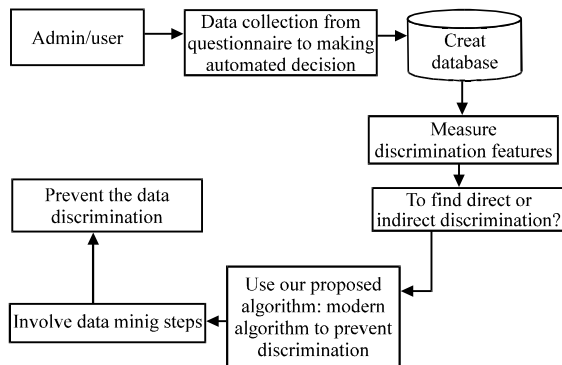 Admin/user
Data collection from
questionnaire to making
automated decision
Creat
database
Measure
discrimination features
To find direct or
indirect discrimination?
Use our proposed
algorithm: modern
algorithm to prevent
discrimination
Involve data minig steps
Prevent the data
discrimination